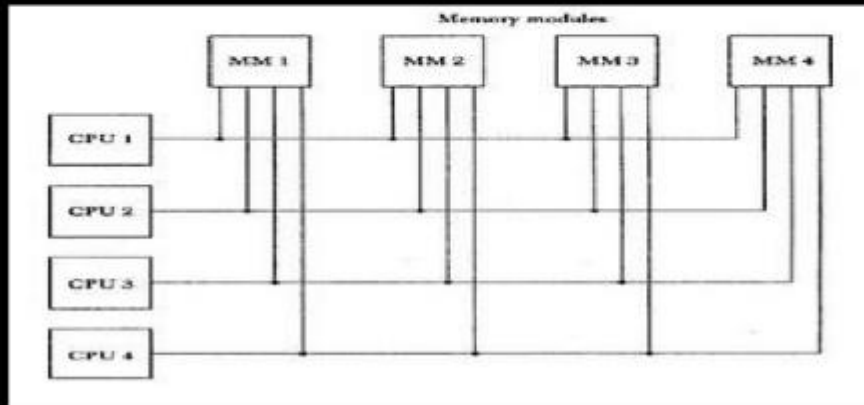 Memory modules
MM 1 MM 2 MM 3 MM 4
CPU 1
CPU 2
CPU 3
CPU 4